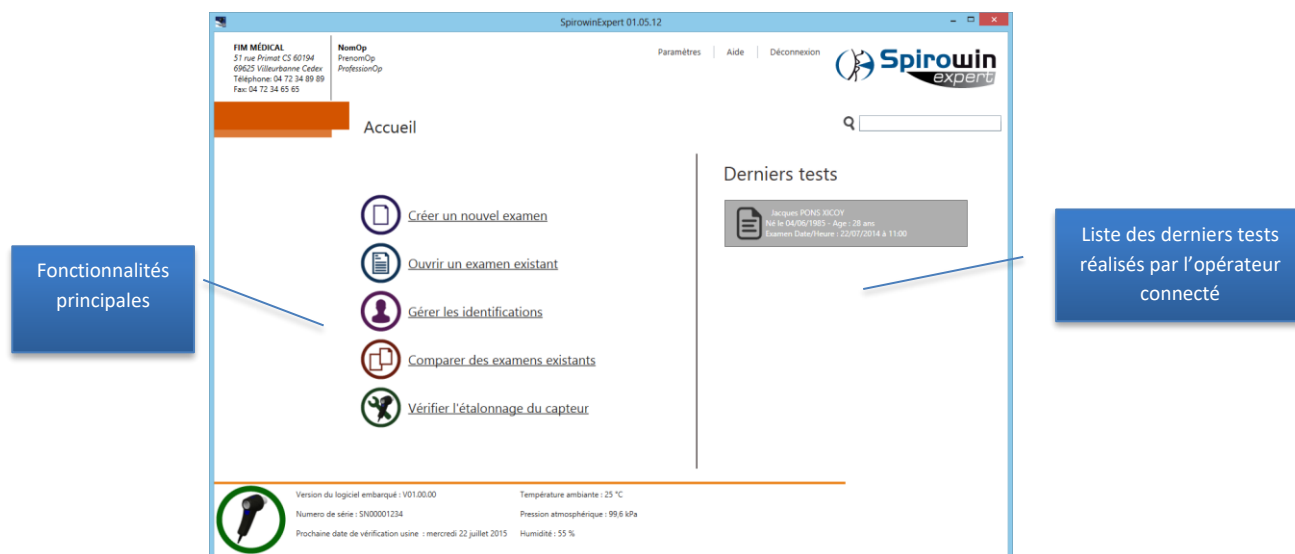 SpirowinExpert 01.05.12
FIM MÉDICAL
51 rue Primat CS 60194
69625 Villeurbanne Cedex
Téléphone: 04 72 34 89 89
Fax: 04 72 34 65 65
NomOp
PrenomOp
ProfessionOp
Paramètres
Aide
Déconnexion
Spirowin
expert
Accueil
Créer un nouvel examen
Ouvrir un examen existant
Gérer les identifications
Comparer des examens existants
Vérifier l'étalonnage du capteur
Derniers tests
Jacques PONS XICOY
Né le 04/06/1985 - Age : 28 ans
Examen Date/Heure : 22/07/2014 à 11:00
Fonctionnalités
principales
Liste des derniers tests
réalisés par l’opérateur
connecté
Version du logiciel embarqué : V01.00.00
Numero de série : SN00001234
Prochaine date de vérification usine : mercredi 22 juillet 2015
Température ambiante : 25 °C
Pression atmosphérique : 99,6 kPa
Humidité : 55 %